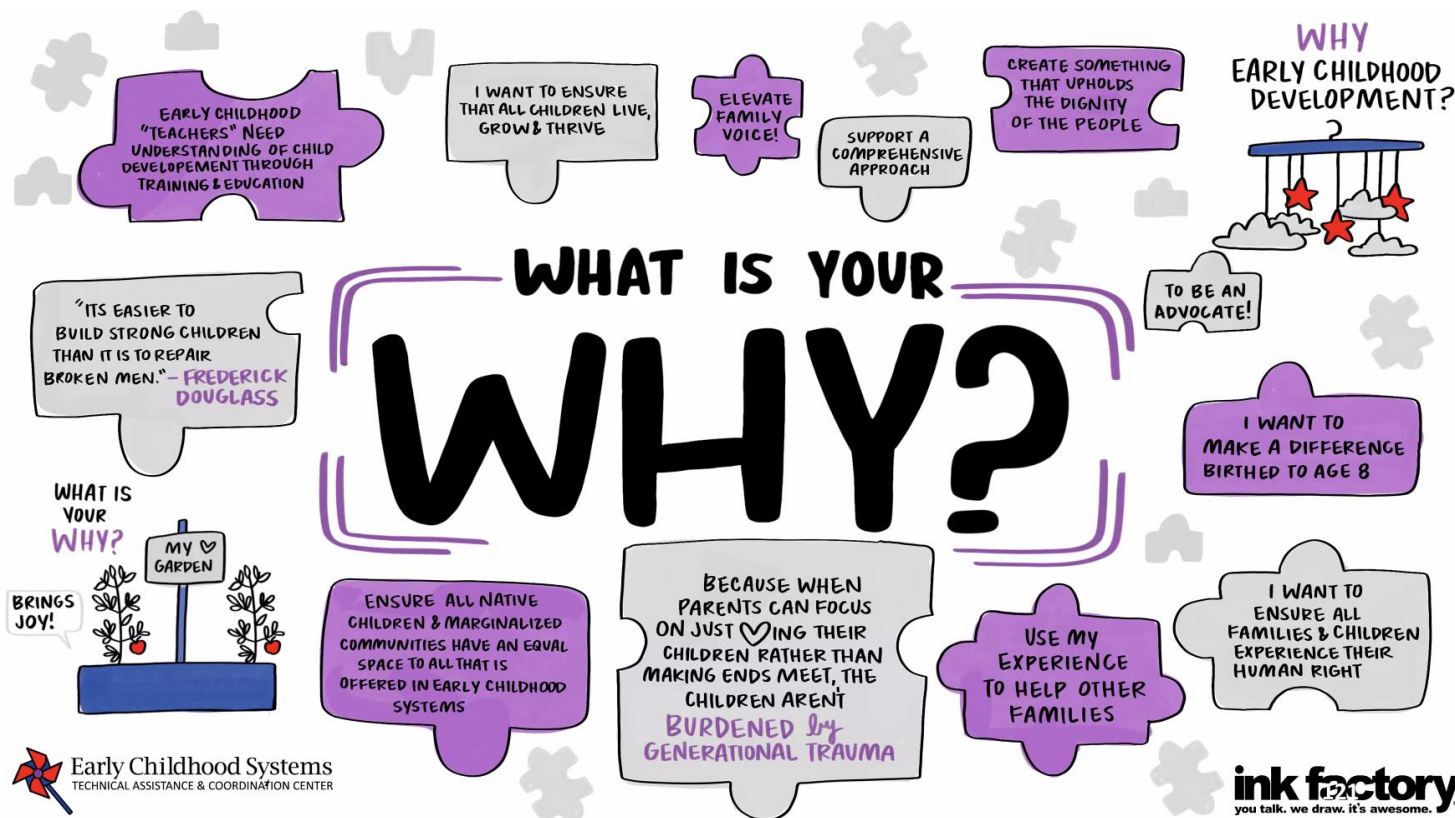 EARLY CHILDHOOD
"TEACHERS" NEED
UNDERSTANDING OF CHILD
DEVELOPEMENT THROUGH
TRAINING & EDUCATION
I WANT TO ENSURE
THAT ALL CHILDREN LIVE,
GROW & THRIVE
ELEVATE
FAMILY
VOICE!
SUPPORT A
COMPREHENSIVE
APPROACH
CREATE SOMETHING
THAT UPHOLDS
THE DIGNITY
OF THE PEOPLE
WHY
EARLY CHILDHOOD
DEVELOPMENT?
WHAT IS YOUR
WHY?
TO BE AN
ADVOCATE!
"ITS EASIER TO
BUILD STRONG CHILDREN
THAN IT IS TO REPAIR
BROKEN MEN." - FREDERICK
DOUGLASS
I WANT TO
MAKE A DIFFERENCE
BIRTHED TO AGE 8
WHAT IS
YOUR
WHY?
MY ♡
GARDEN
BRINGS
JOY!
ENSURE ALL NATIVE
CHILDREN & MARGINALIZED
COMMUNITIES HAVE AN EQUAL
SPACE TO ALL THAT IS
OFFERED IN EARLY CHILDHOOD
SYSTEMS
BECAUSE WHEN
PARENTS CAN FOCUS
ON JUST ♡ING THEIR
CHILDREN RATHER THAN
MAKING ENDS MEET, THE
CHILDREN AREN'T
BURDENED by
GENERATIONAL TRAUMA
USE MY
EXPERIENCE
TO HELP OTHER
FAMILIES
I WANT TO
ENSURE ALL
FAMILIES & CHILDREN
EXPERIENCE THEIR
HUMAN RIGHT
Early Childhood Systems
TECHNICAL ASSISTANCE & COORDINATION CENTER
ink factory
121
you talk. we draw. it's awesome.